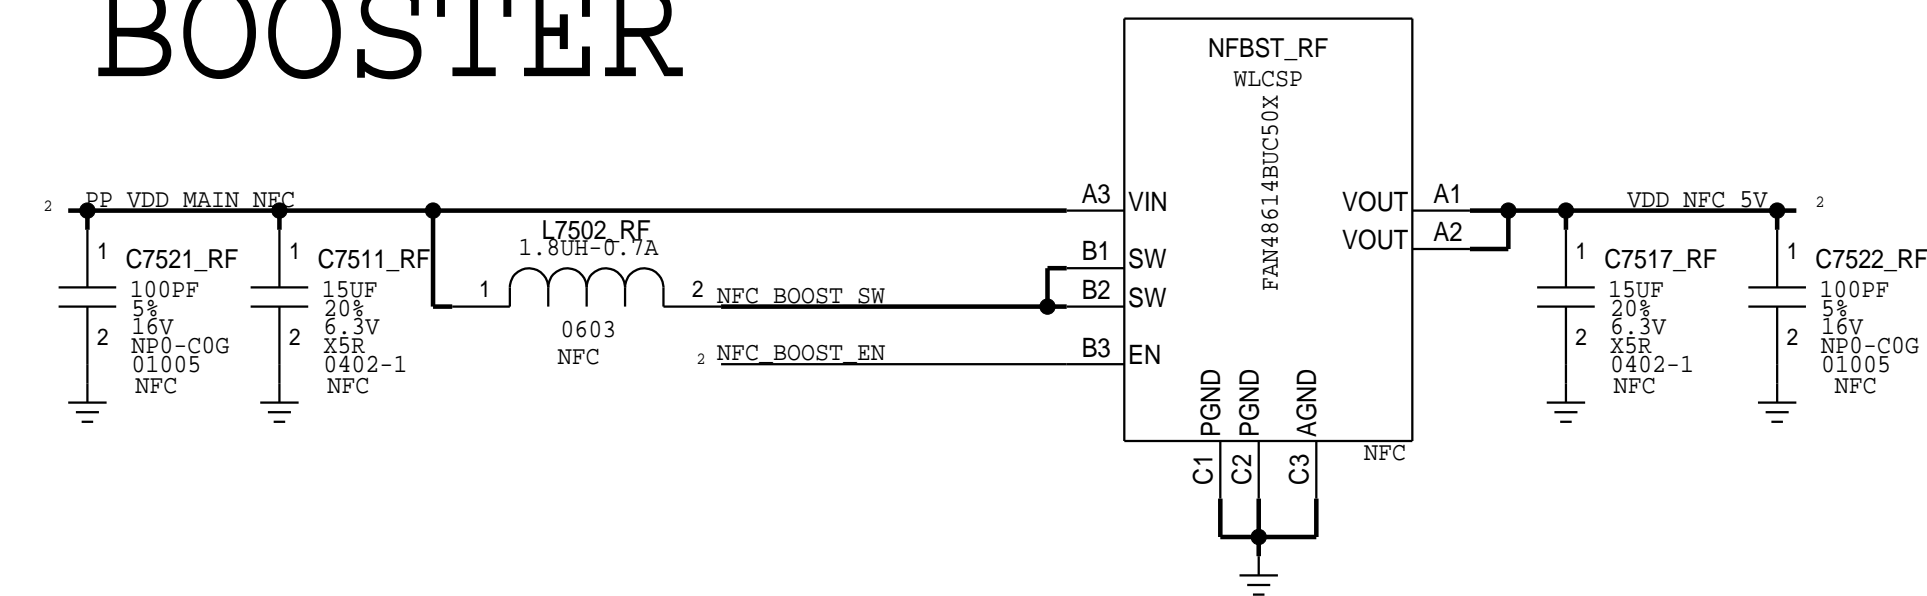 BOOSTER
NFBST_RF
WLCSP
FAN48614BUC50X
2 PP_VDD_MAIN_NFC
A3 VIN
VOUT A1
VDD_NFC_5V 2
VOUT A2
L7502_RF
1.8UH-0.7A
1 2
0603
NFC
NFC_BOOST_SW
B1 SW
B2 SW
2 NFC_BOOST_EN
B3 EN
1 C7521_RF
100PF
5%
16V
2
NP0-C0G
01005
NFC
1 C7511_RF
15UF
20%
6.3V
2
X5R
0402-1
NFC
1 C7517_RF
15UF
20%
6.3V
2
X5R
0402-1
NFC
1 C7522_RF
100PF
5%
16V
2
NP0-C0G
01005
NFC
PGND
PGND
AGND
C1
C2
C3
NFC